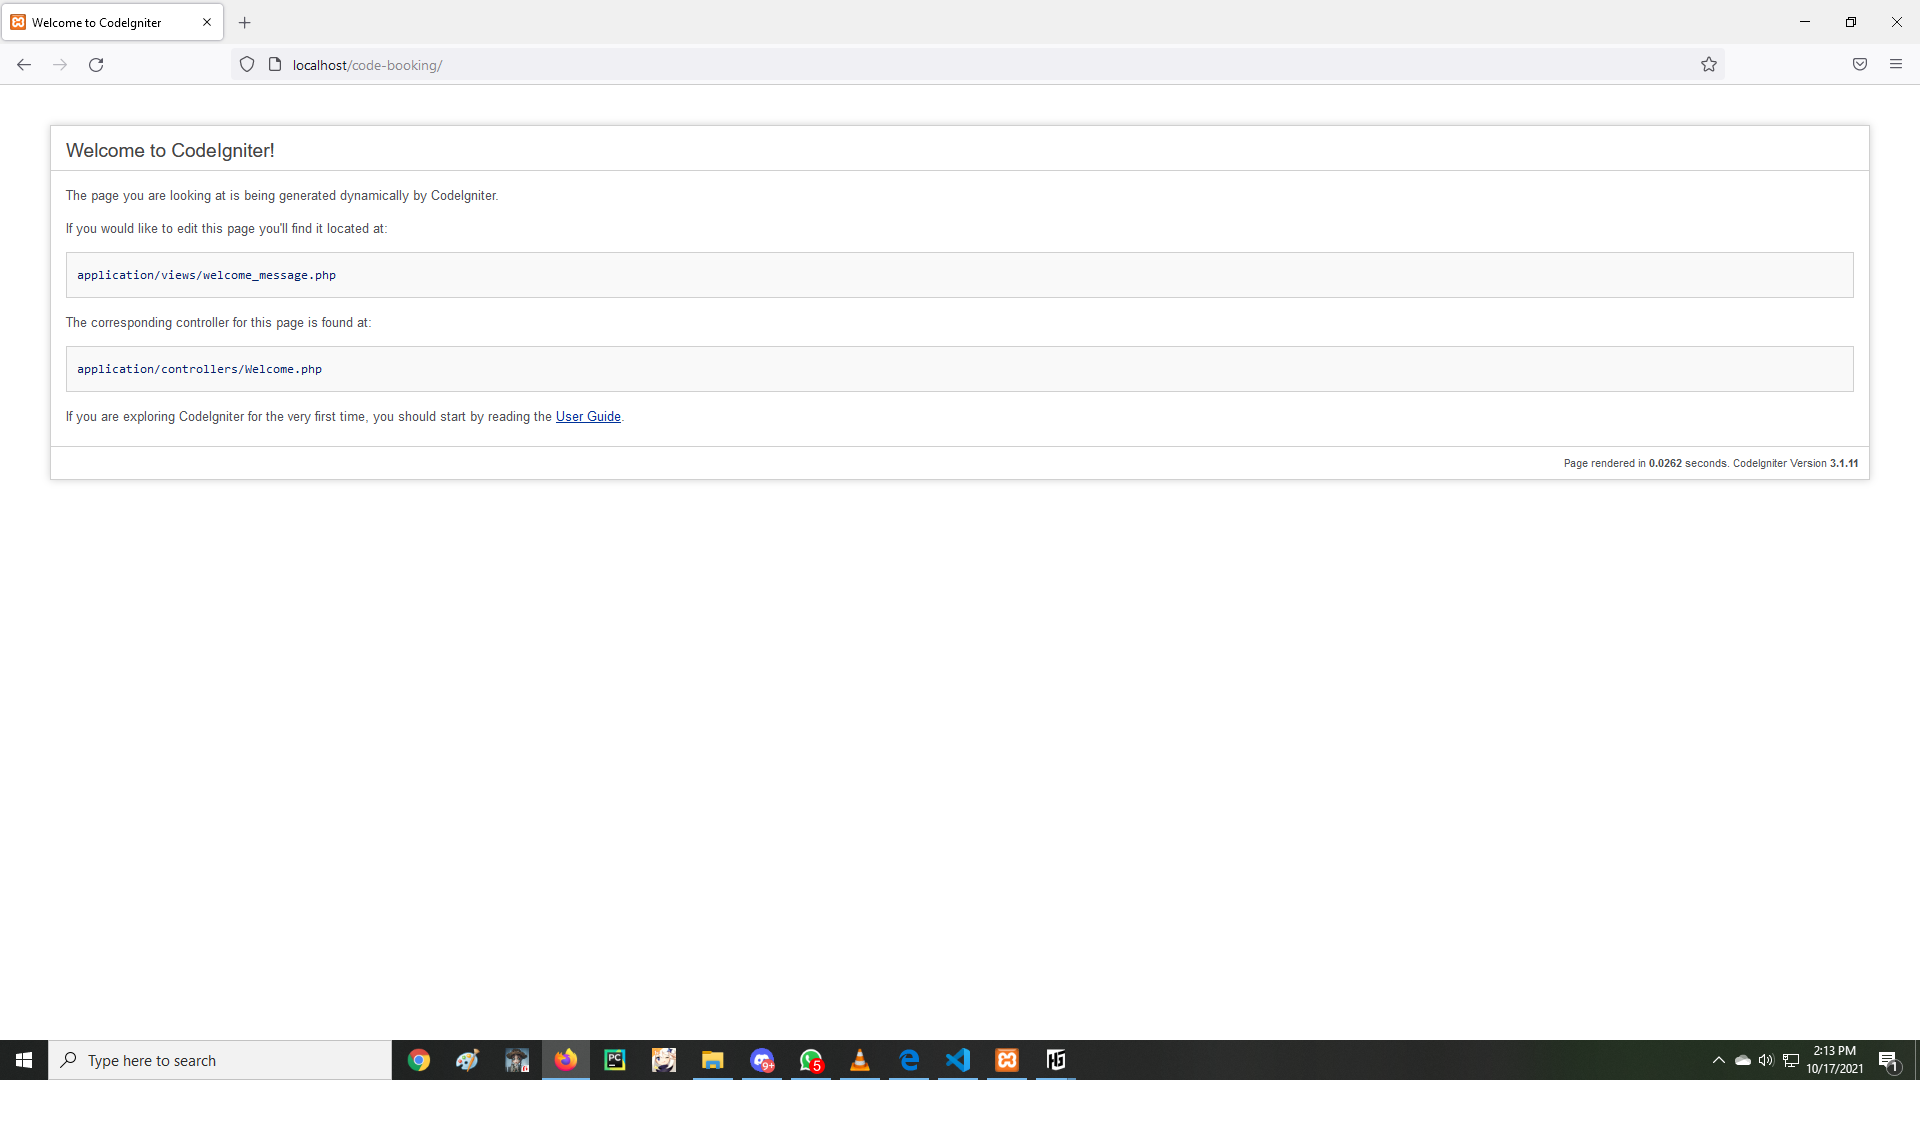 Welcome to CodeIgniter
localhost/code-booking/
Welcome to CodeIgniter!
The page you are looking at is being generated dynamically by CodeIgniter.
If you would like to edit this page you'll find it located at:
application/views/welcome_message.php
The corresponding controller for this page is found at:
application/controllers/Welcome.php
If you are exploring CodeIgniter for the very first time, you should start by reading the User Guide.
Page rendered in 0.0262 seconds. CodeIgniter Version 3.1.11
Type here to search
PC
9+
5
HG
2:13 PM
10/17/2021
1